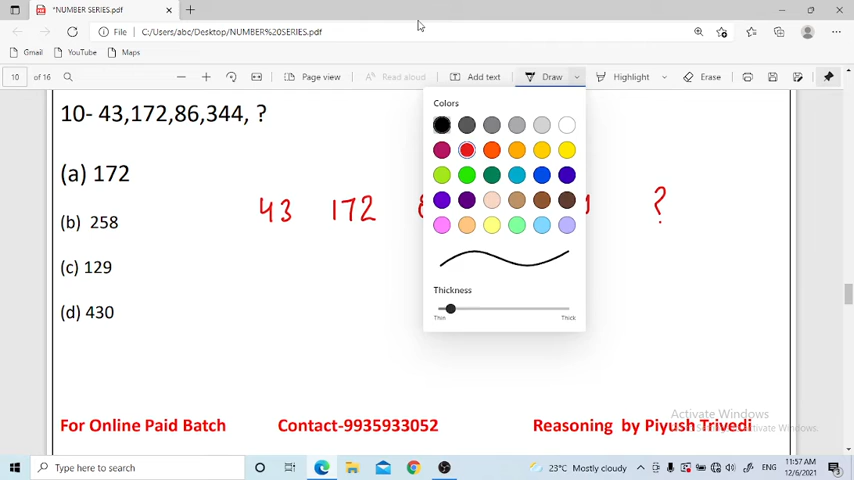 *NUMBER SERIES.pdf
File C:/Users/abc/Desktop/NUMBER%20SERIES.pdf
Gmail YouTube Maps
10 of 16 Page view Read aloud Add text Draw Highlight Erase
Colors
10- 43,172,86,344, ?
(a) 172
43 172 ?
(b) 258
(c) 129
Thickness
(d) 430
Thin Thick
Activate Windows
For Online Paid Batch Contact-9935933052 Reasoning by Piyush Trivedi
Type here to search
23°C Mostly cloudy ENG
11:57 AM
12/6/2021